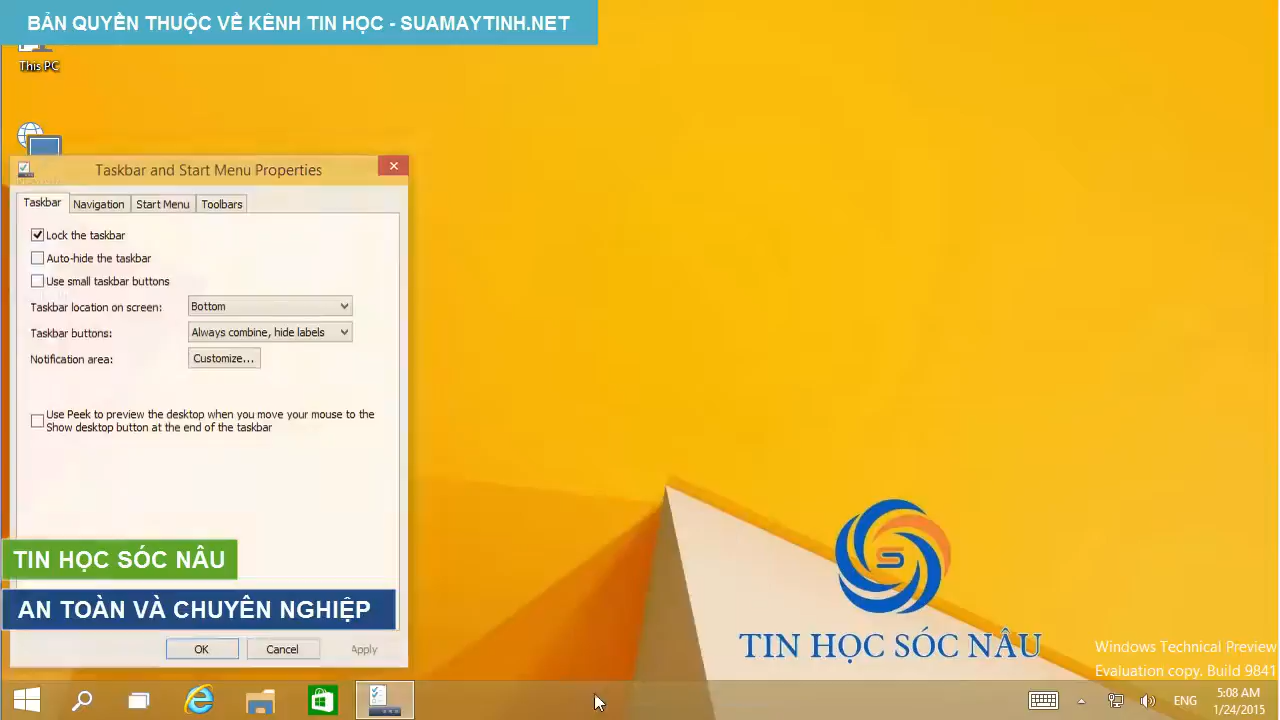 BẢN QUYỀN THUỘC VỀ KÊNH TIN HỌC - SUAMAYTINH.NET
This PC
Taskbar and Start Menu Properties
Taskbar
Navigation
Start Menu
Toolbars
Lock the taskbar
Auto-hide the taskbar
Use small taskbar buttons
Taskbar location on screen:
Bottom
Taskbar buttons:
Always combine, hide labels
Notification area:
Customize...
Use Peek to preview the desktop when you move your mouse to the
Show desktop button at the end of the taskbar
TIN HỌC SÓC NÂU
AN TOÀN VÀ CHUYÊN NGHIỆP
OK
Cancel
Apply
TIN HỌC SÓC NÂU
Windows Technical Preview
Evaluation copy. Build 9841
ENG
5:08 AM
1/24/2015